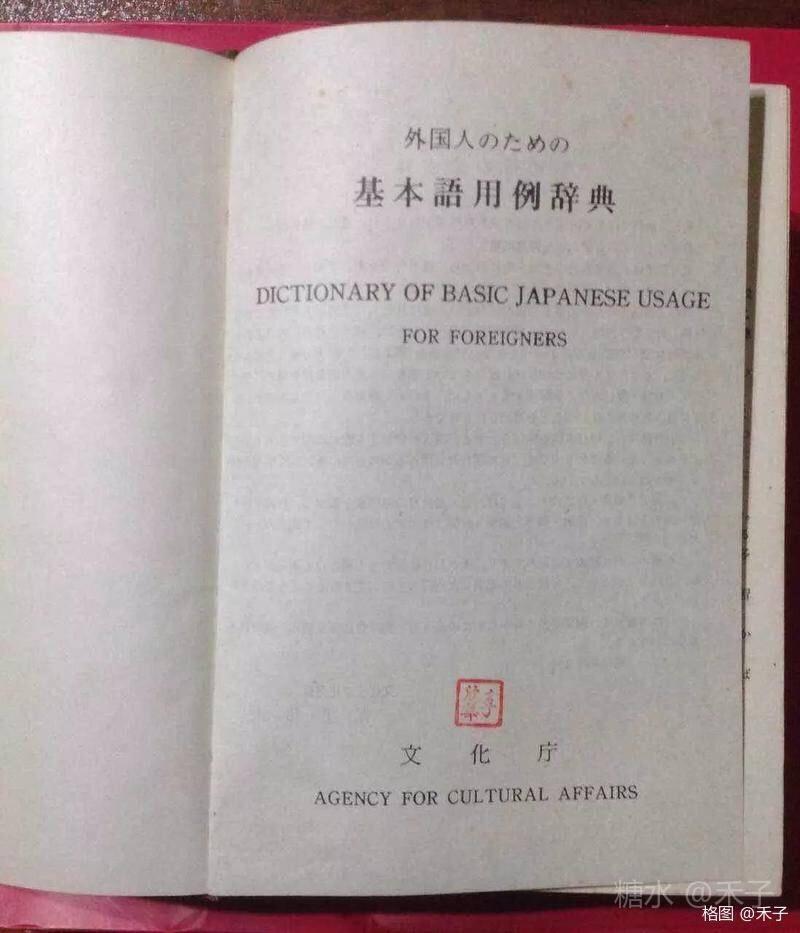 外国人のための
基本語用例辞典
DICTIONARY OF BASIC JAPANESE USAGE
FOR FOREIGNERS
文化庁
AGENCY FOR CULTURAL AFFAIRS
糖水 @禾子
格图 @禾子